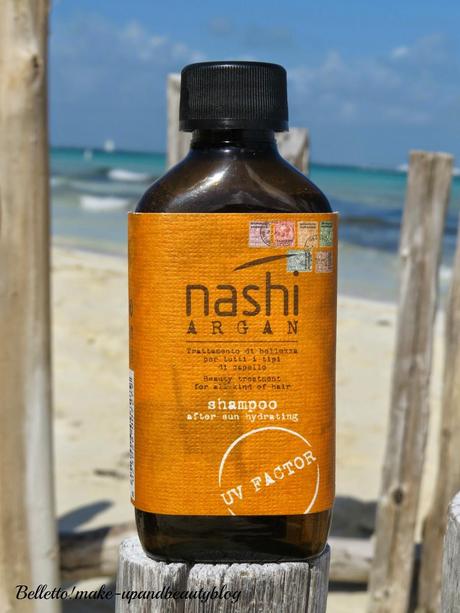 nashi
ARGAN
Trattamento di bellezza
per tutti i tipi
di capello
Beauty treatment
for all kind of hair
shampoo
after sun hydrating
UV FACTOR
Belletto!make-upandbeautyblog